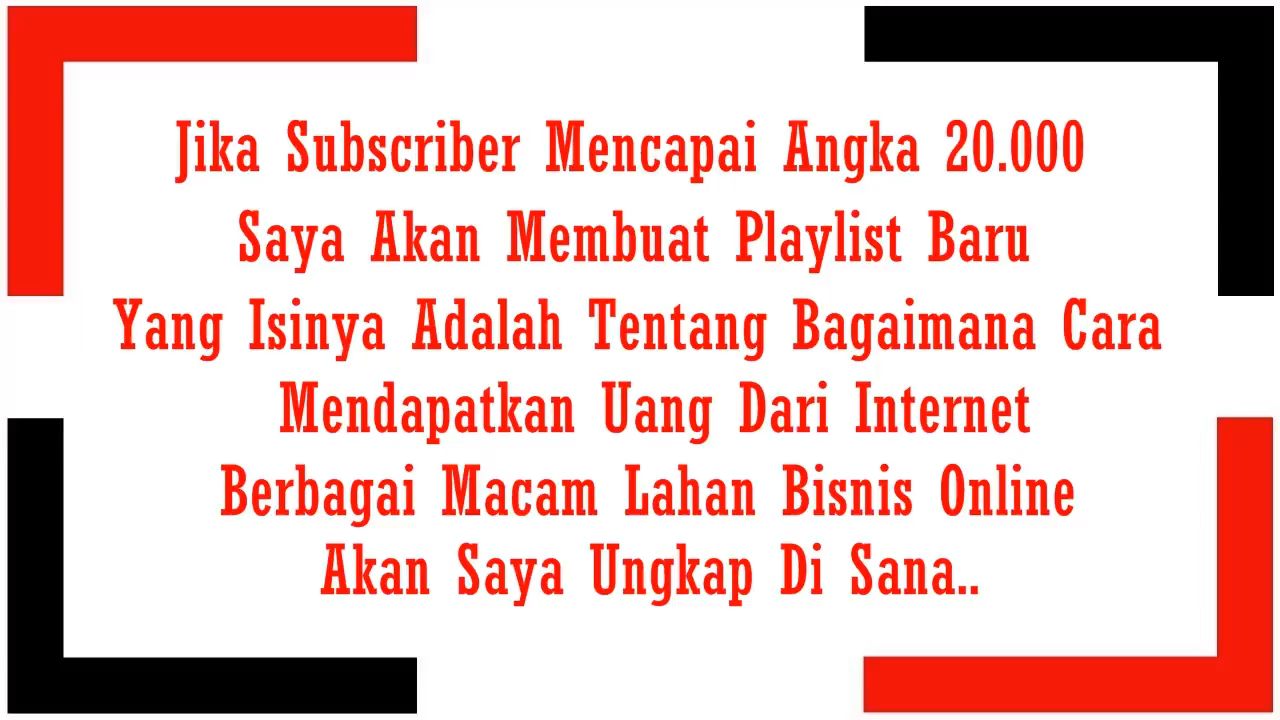 Jika Subscriber Mencapai Angka 20.000
Saya Akan Membuat Playlist Baru
Yang Isinya Adalah Tentang Bagaimana Cara
Mendapatkan Uang Dari Internet
Berbagai Macam Lahan Bisnis Online
Akan Saya Ungkap Di Sana..